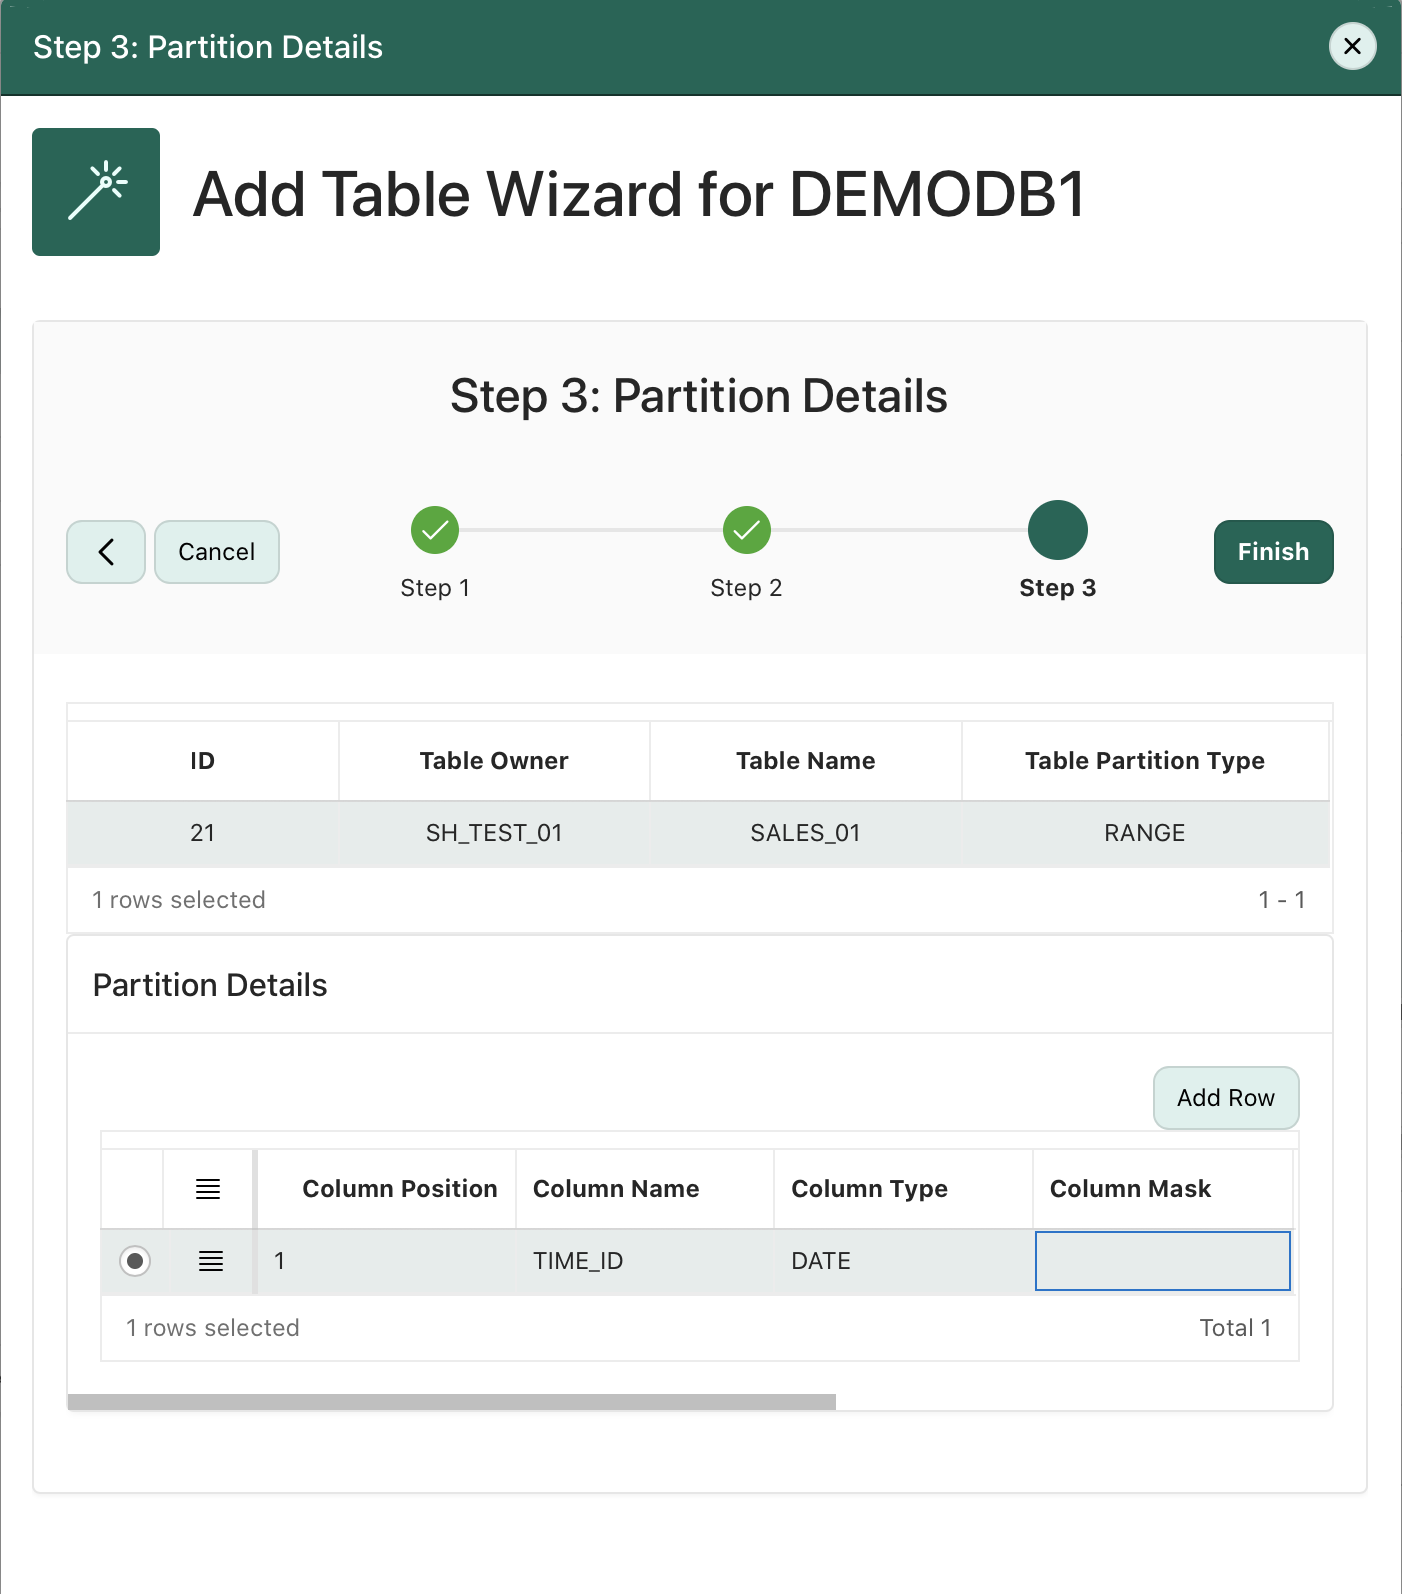 Step 3: Partition Details
Add Table Wizard for DEMODB1
Step 3: Partition Details
Cancel
Step 1
Step 2
Step 3
Finish
ID Table Owner Table Name Table Partition Type
21 SH_TEST_01 SALES_01 RANGE
1 rows selected 1 - 1
Partition Details
Add Row
Column Position Column Name Column Type Column Mask
1 TIME_ID DATE
1 rows selected Total 1